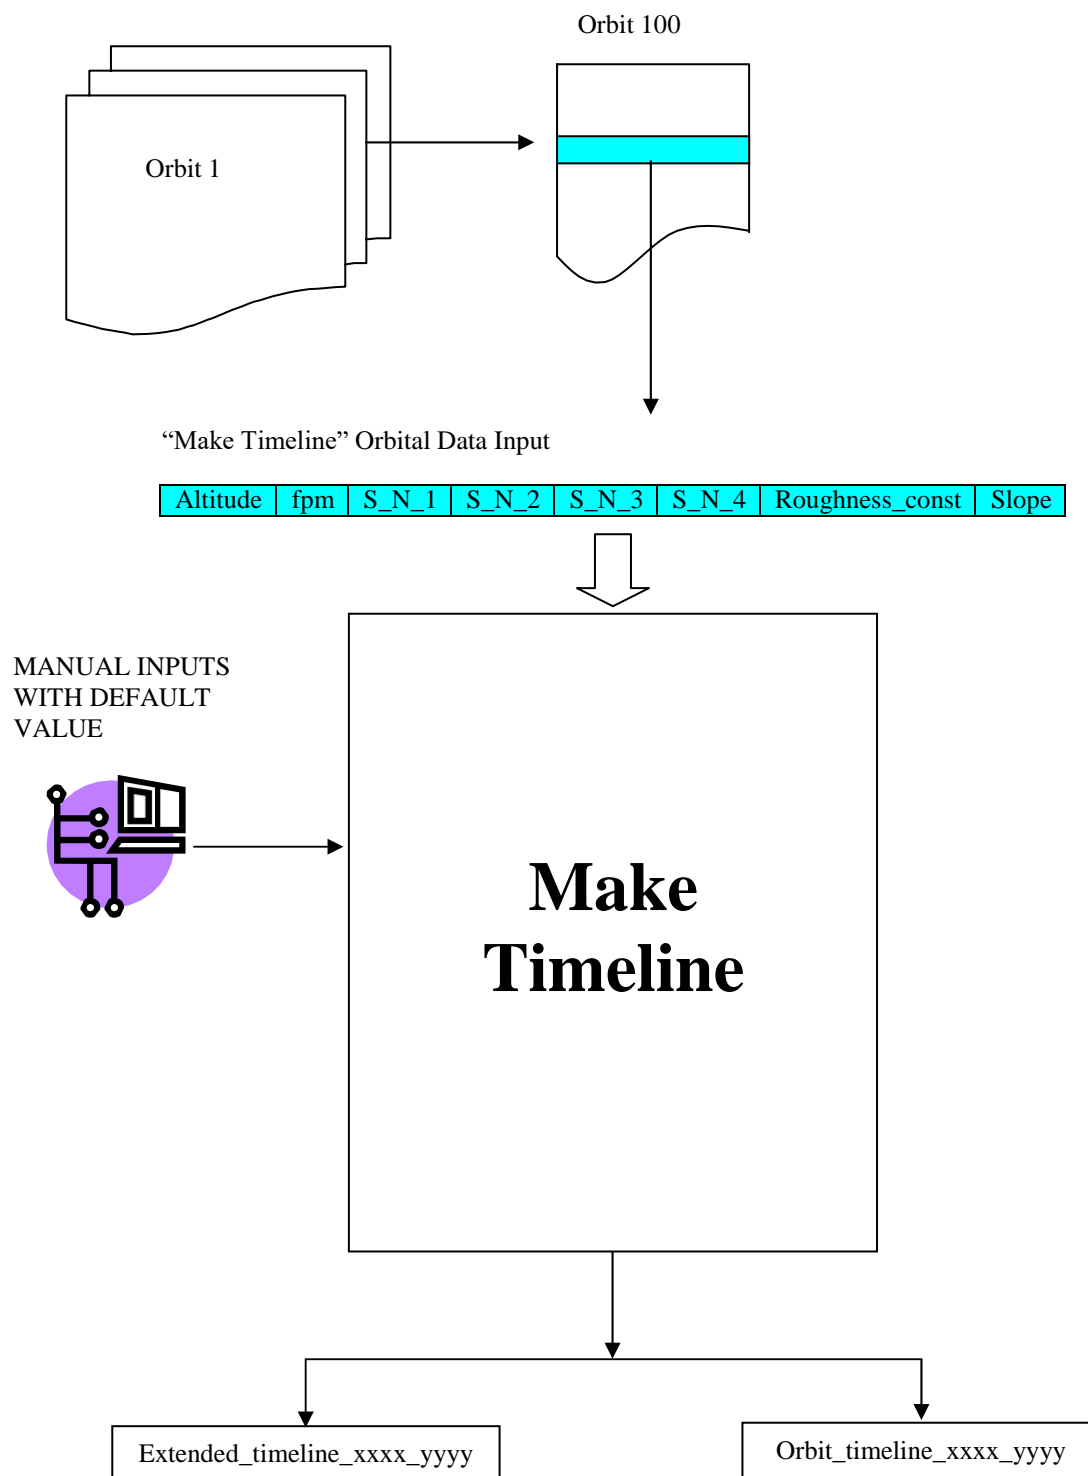 Orbit 100
Orbit 1
“Make Timeline” Orbital Data Input
Altitude fpm S_N_1 S_N_2 S_N_3 S_N_4 Roughness_const Slope
MANUAL INPUTS
WITH DEFAULT
VALUE
Make
Timeline
Extended_timeline_xxxx_yyyy
Orbit_timeline_xxxx_yyyy